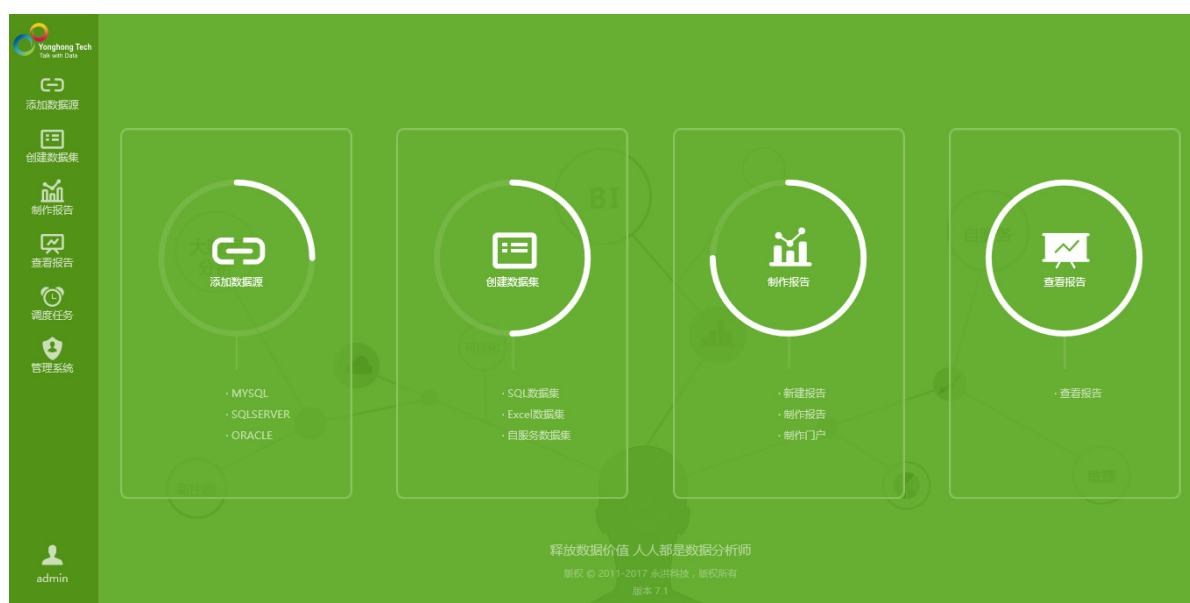 Yonghong Tech
Talk with Data
添加数据源
创建数据集
制作报告
查看报告
调度任务
管理系统
admin
BI
添加数据源
· MYSQL
· SQLSERVER
· ORACLE
创建数据集
· SQL数据集
· Excel数据集
· 自服务数据集
制作报告
· 新建报告
· 制作报告
· 制作门户
查看报告
· 查看报告
释放数据价值 人人都是数据分析师
版权 © 2011-2017 永洪科技，版权所有
版本 7.1